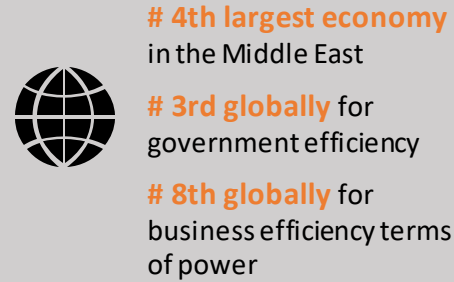 # 4th largest economy
in the Middle East
# 3rd globally for
government efficiency
# 8th globally for
business efficiency terms
of power